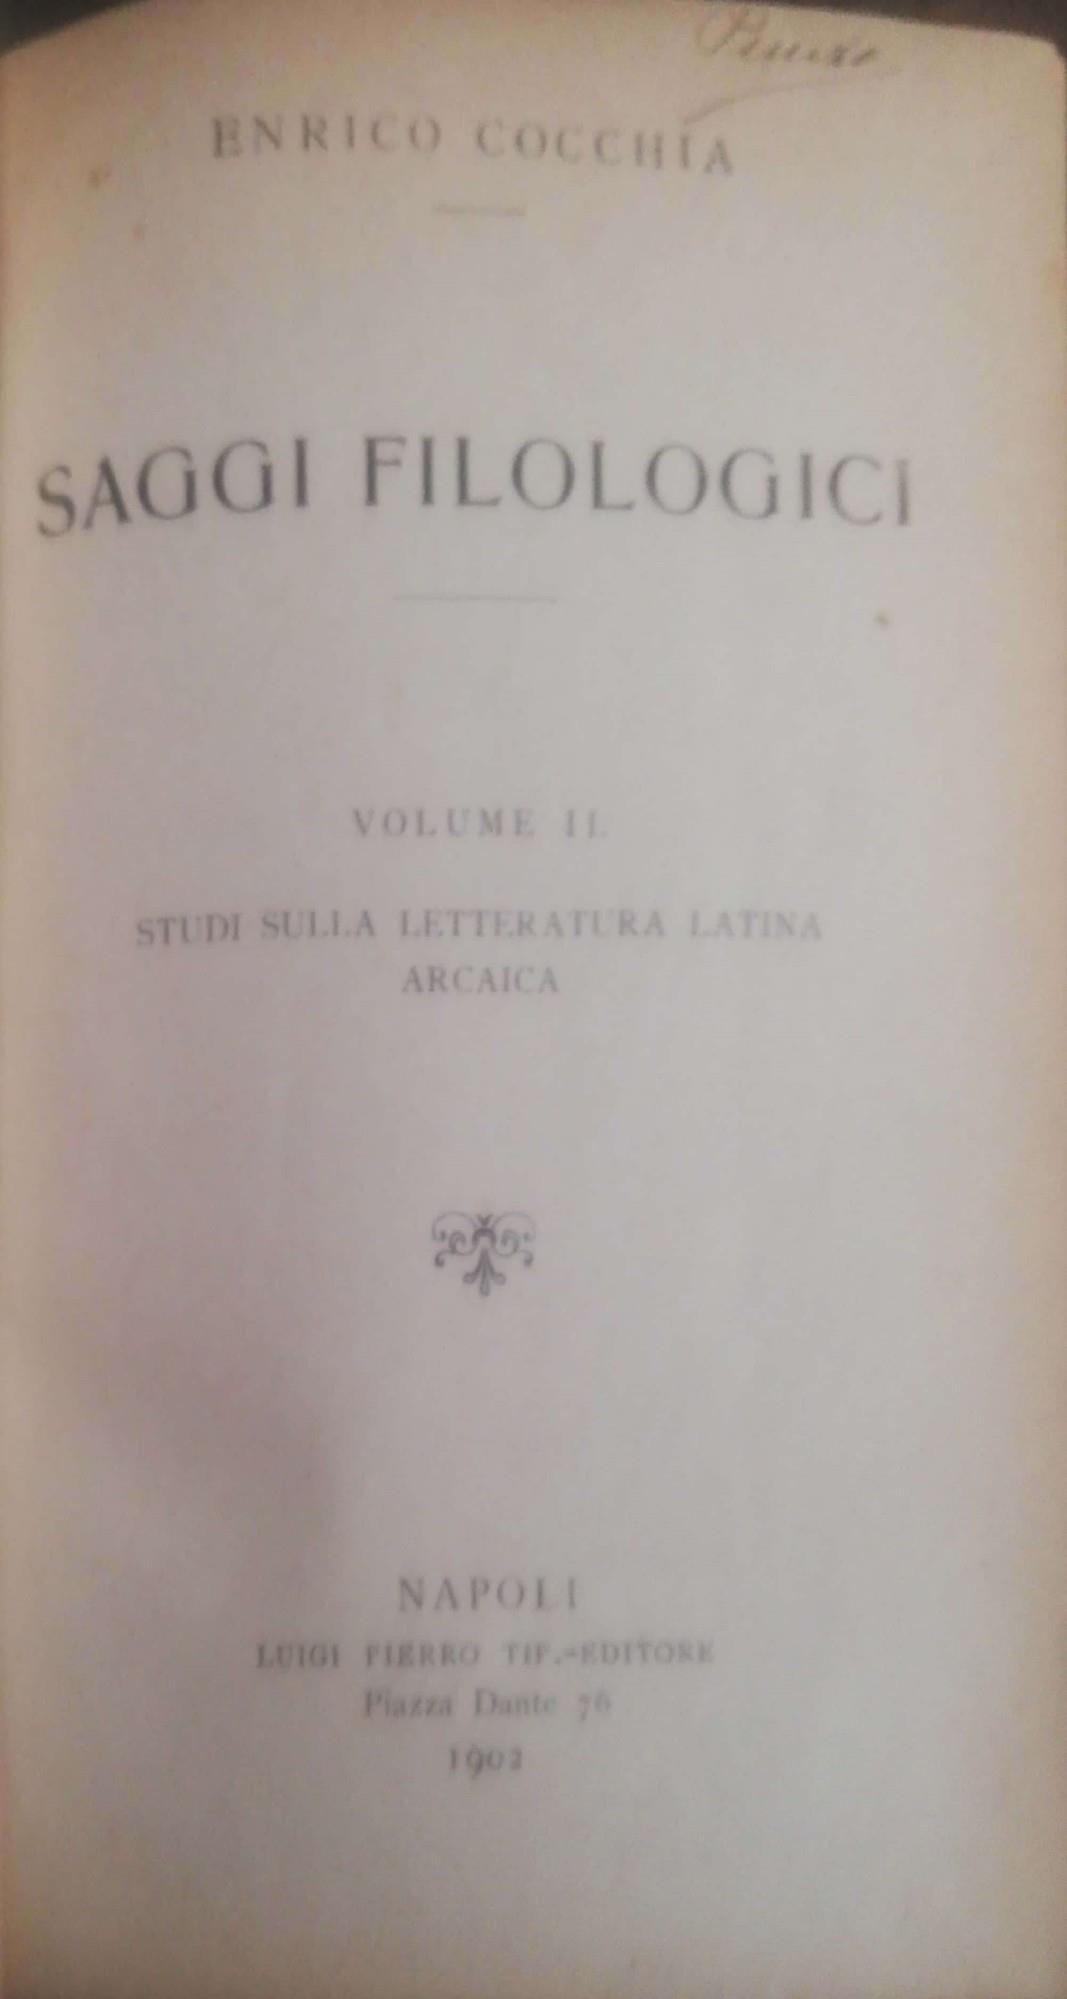 ENRICO COCCHIA
SAGGI FILOLOGICI
VOLUME II.
STUDI SULLA LETTERATURA LATINA
ARCAICA
NAPOLI
LUIGI PIERRO TIP.-EDITORE
Piazza Dante 76
1902